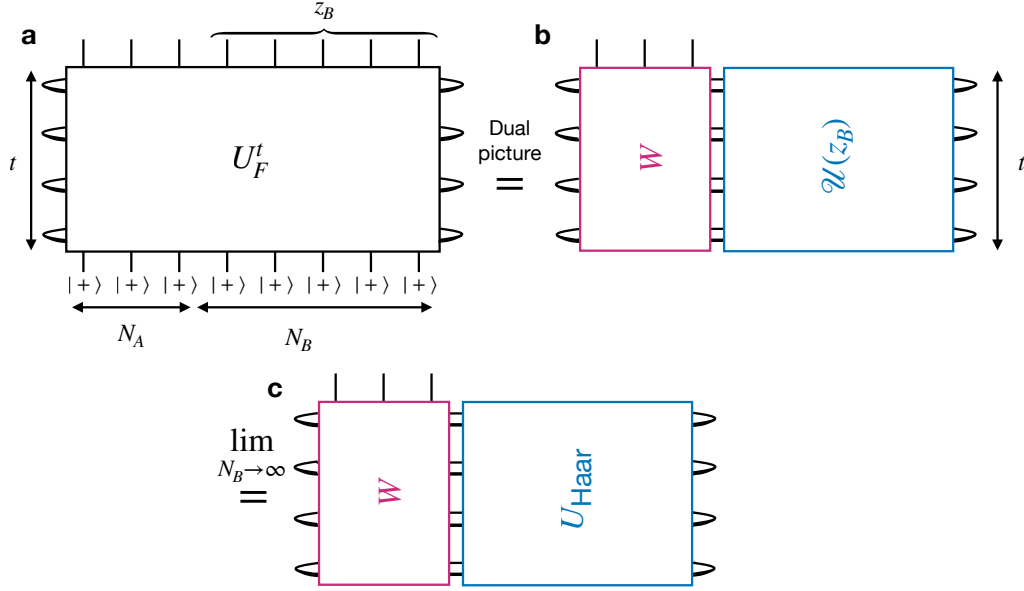 a
z_B
b
t
U_F^t
Dual
picture
=
W
𝒰(z_B)
t
|+⟩ |+⟩ |+⟩ |+⟩ |+⟩ |+⟩ |+⟩ |+⟩
N_A
N_B
c
lim
N_B→∞
=
W
U_Haar